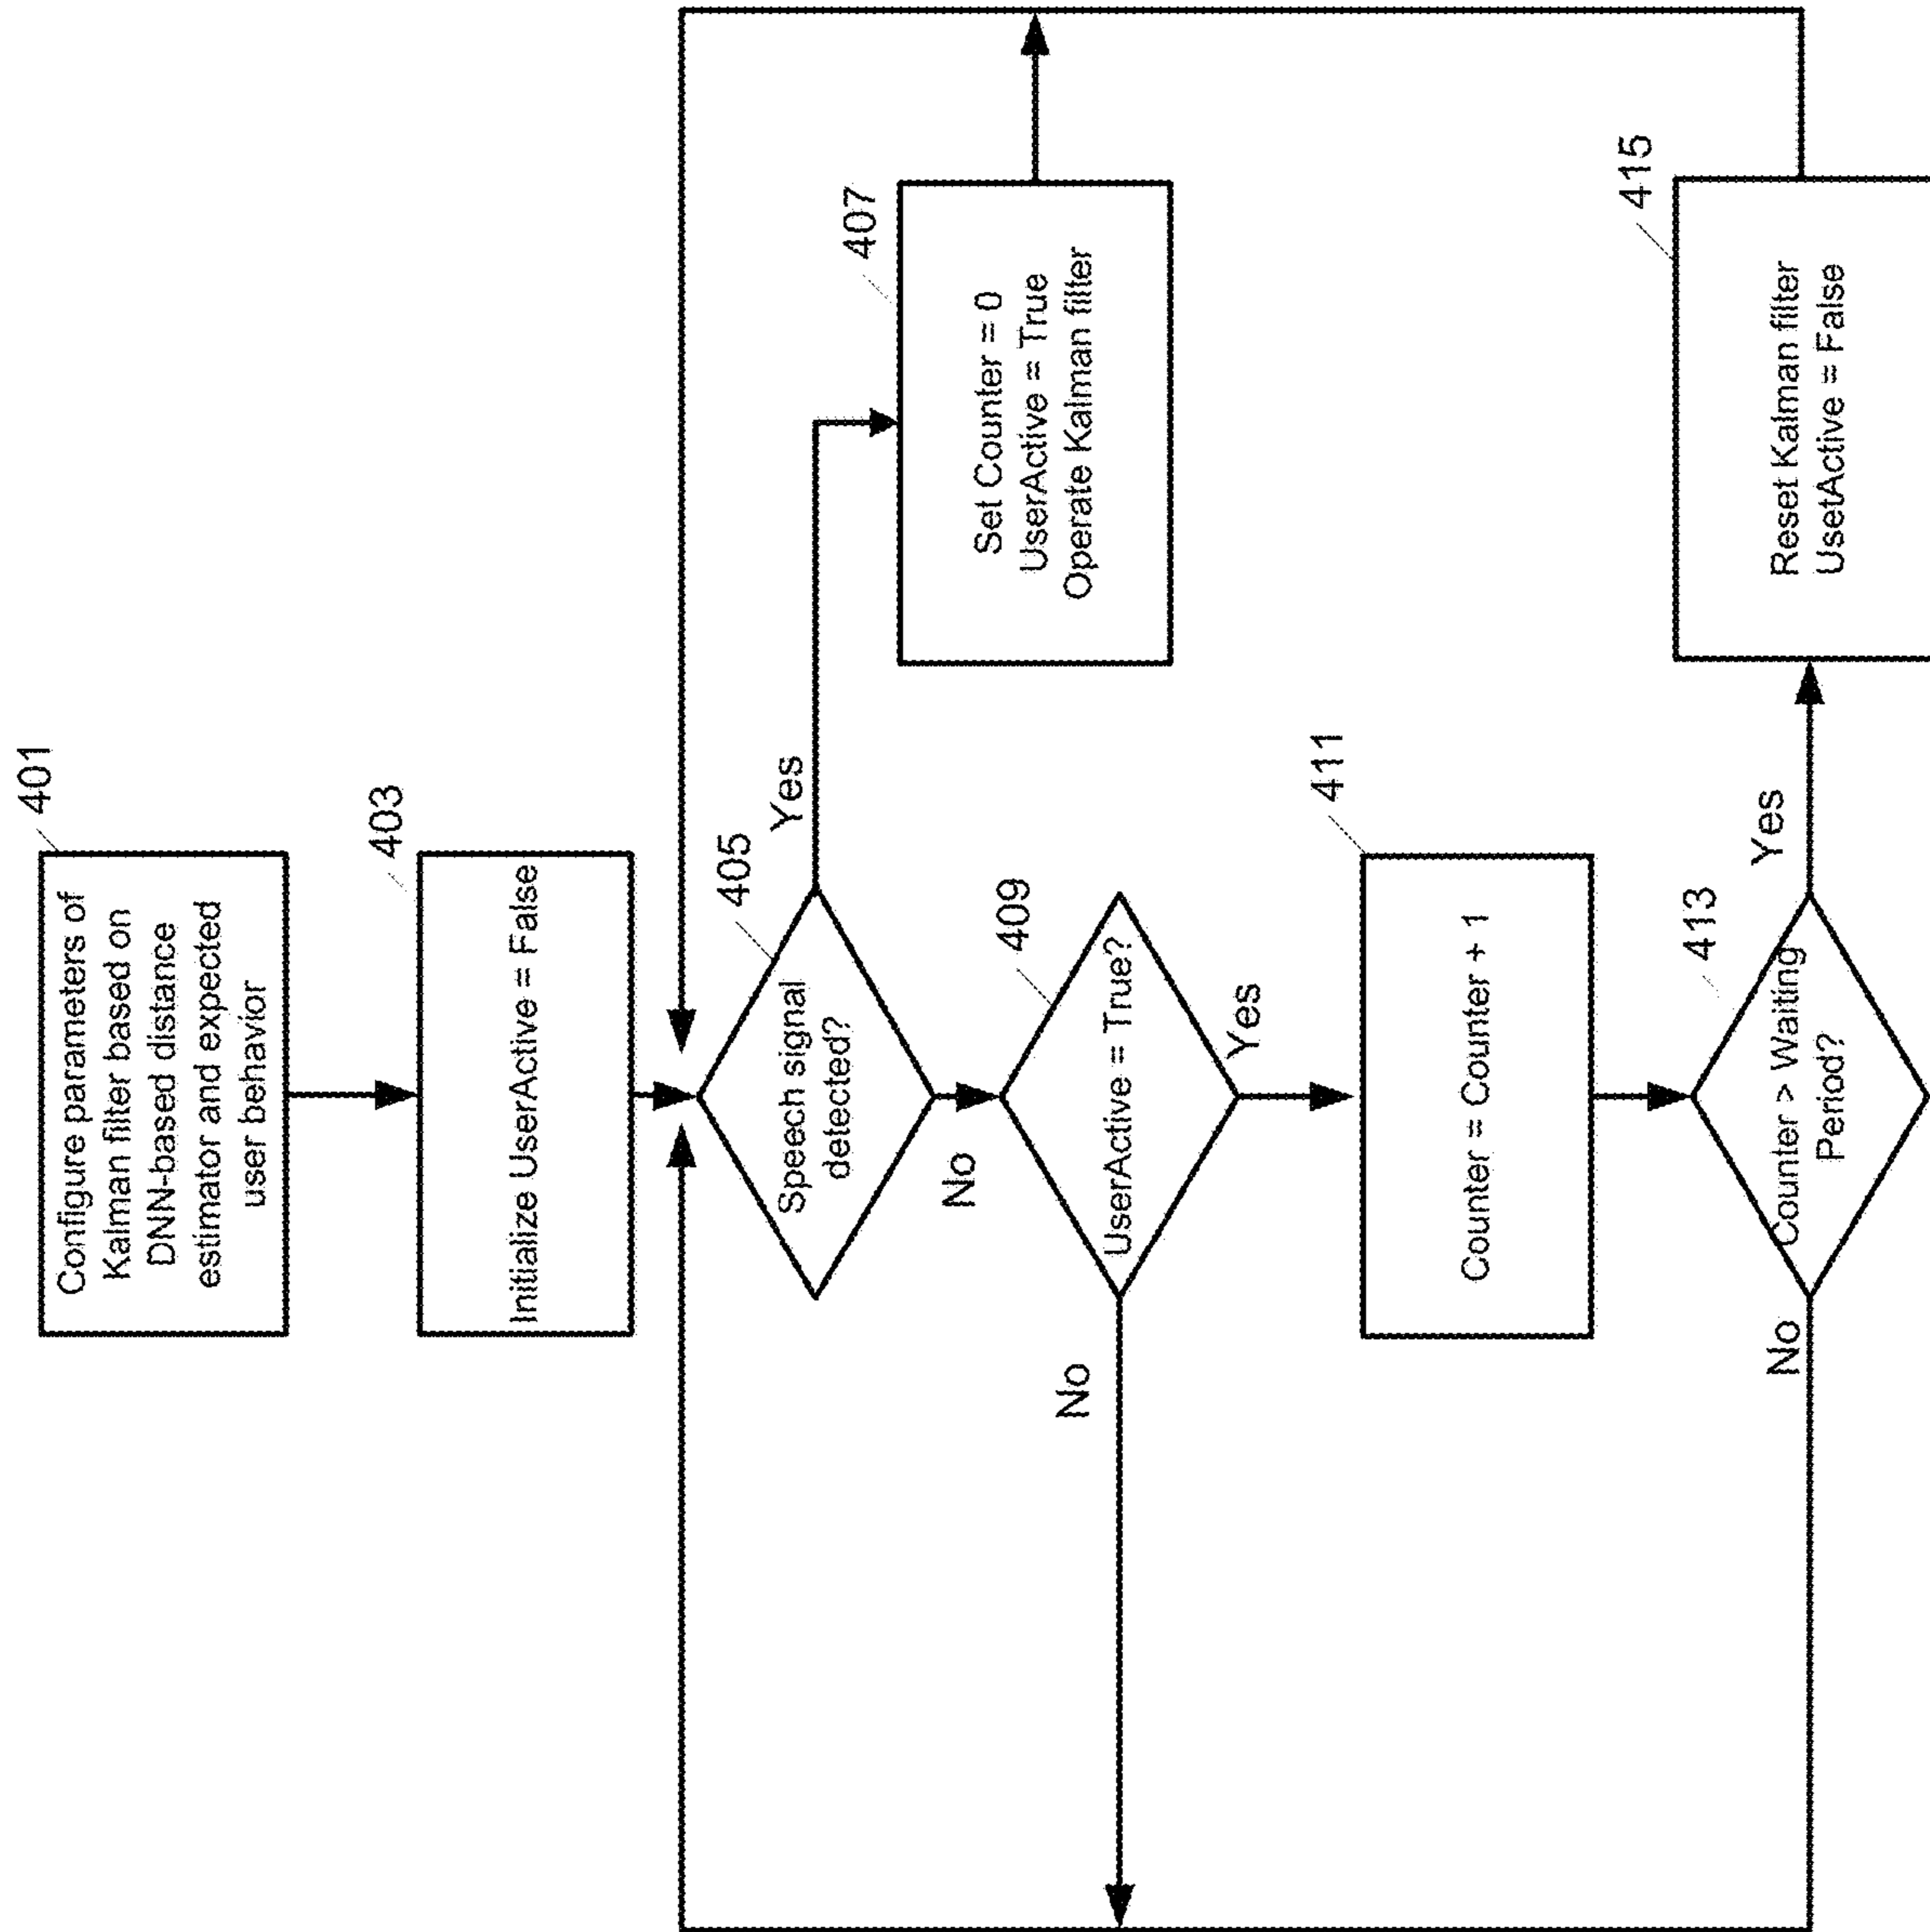 401
Configure parameters of
Kalman filter based on
DNN-based distance
estimator and expected
user behavior
403
Initialize UserActive = False
405
Speech signal
detected?
Yes
No
407
Set Counter = 0
UserActive = True
Operate Kalman filter
409
UserActive = True?
No
Yes
411
Counter = Counter + 1
413
Counter > Waiting
Period?
No
Yes
415
Reset Kalman filter
UsetActive = False